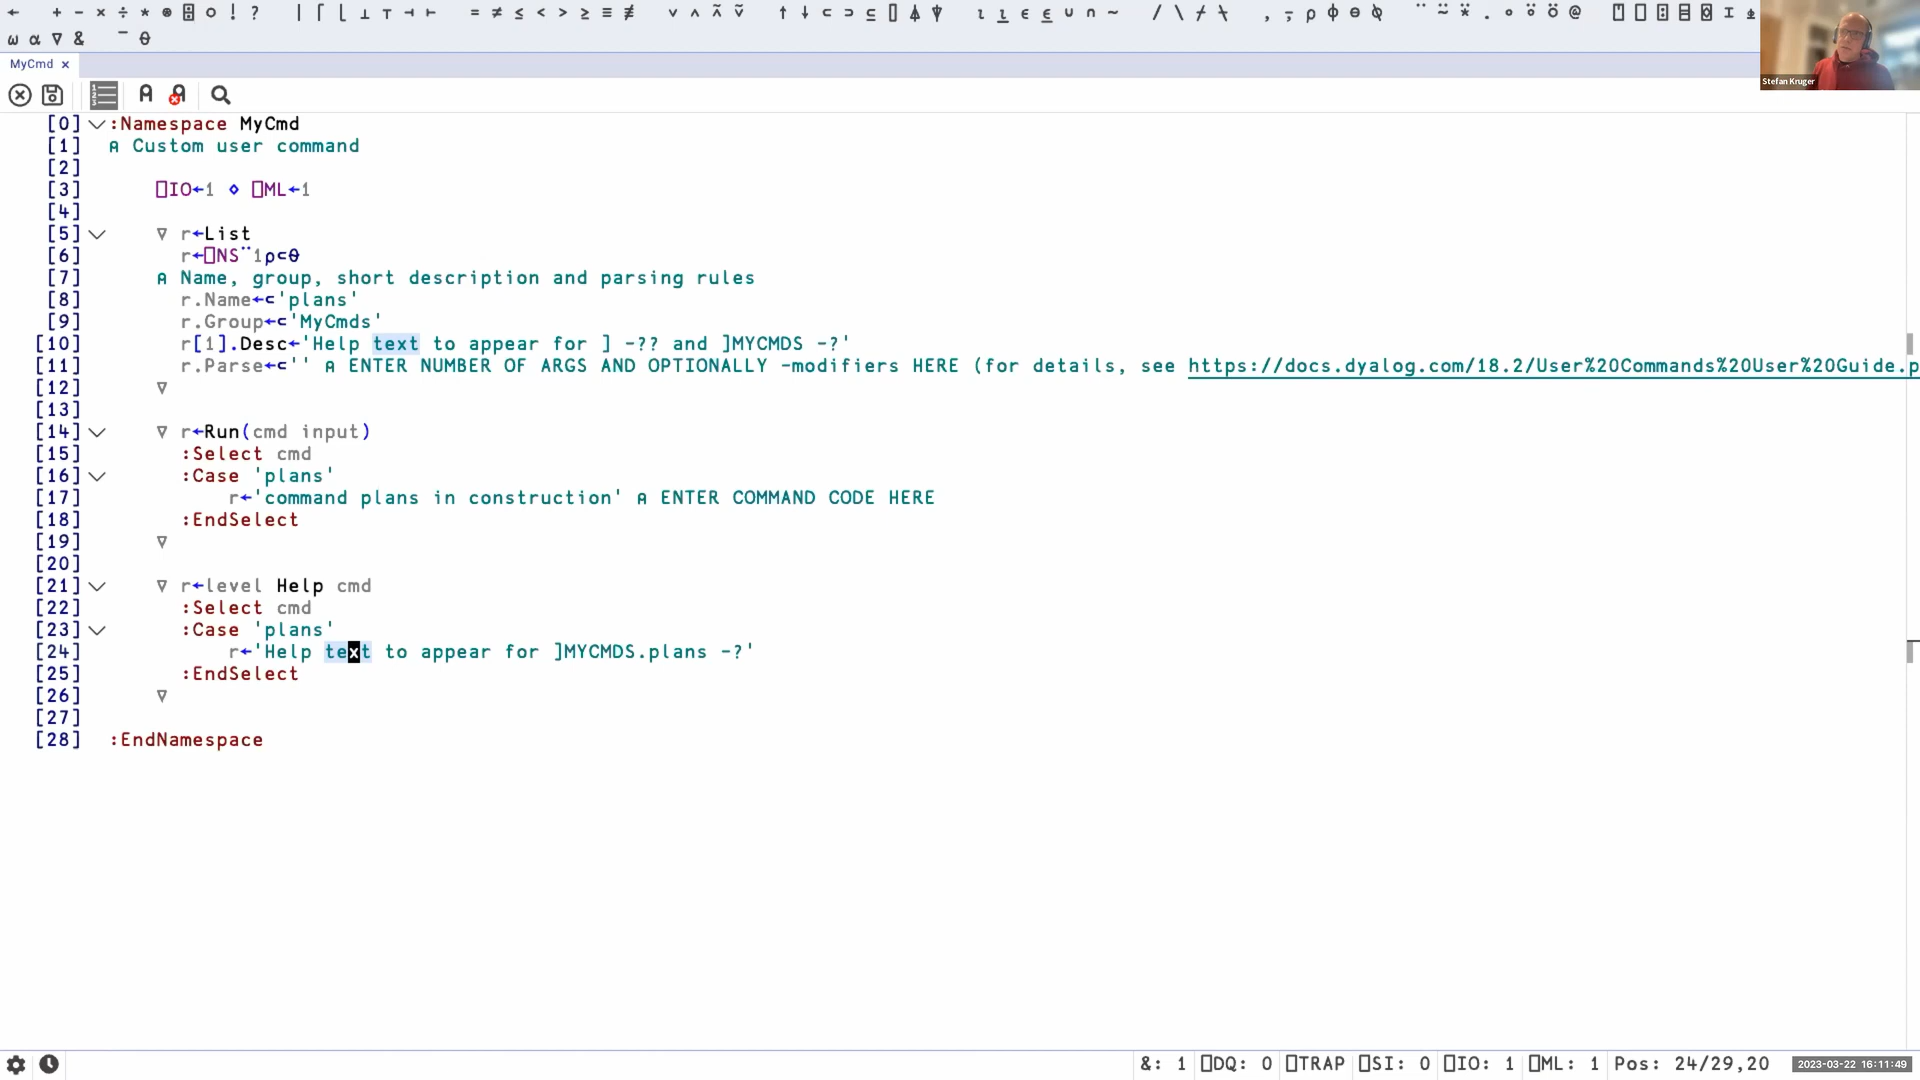 ← + - × ÷ * ⍟ ⌹ ○ ! ? | ⌈ ⌊ ⊥ ⊤ ⊣ ⊢ = ≠ ≤ < > ≥ ≡ ≢ ∨ ∧ ⍲ ⍱ ↑ ↓ ⊂ ⊃ ⊆ ⌷ ⍋ ⍒ ⍳ ⍸ ∊ ⍷ ∪ ∩ ~ / \ ⌿ ⍀ , ⍪ ⍴ ⌽ ⊖ ⍉ ¨ ⍨ ⍣ . ∘ ⍤ ⍥ @ ⍞ ⎕ ⍠ ⌸ ⌺ ⌶ ⍎
⍵ ⍺ ∇ & ¯ ⍬
Stefan Kruger
MyCmd ×
[0] :Namespace MyCmd
[1] ⍝ Custom user command
[2]
[3] ⎕IO←1 ⋄ ⎕ML←1
[4]
[5] ∇ r←List
[6] r←⎕NS¨1⍴⊂⍬
[7] ⍝ Name, group, short description and parsing rules
[8] r.Name←⊂'plans'
[9] r.Group←⊂'MyCmds'
[10] r[1].Desc←'Help text to appear for ] -?? and ]MYCMDS -?'
[11] r.Parse←⊂'' ⍝ ENTER NUMBER OF ARGS AND OPTIONALLY -modifiers HERE (for details, see https://docs.dyalog.com/18.2/User%20Commands%20User%20Guide.p
[12] ∇
[13]
[14] ∇ r←Run(cmd input)
[15] :Select cmd
[16] :Case 'plans'
[17] r←'command plans in construction' ⍝ ENTER COMMAND CODE HERE
[18] :EndSelect
[19] ∇
[20]
[21] ∇ r←level Help cmd
[22] :Select cmd
[23] :Case 'plans'
[24] r←'Help text to appear for ]MYCMDS.plans -?'
[25] :EndSelect
[26] ∇
[27]
[28] :EndNamespace
&: 1 ⎕DQ: 0 ⎕TRAP ⎕SI: 0 ⎕IO: 1 ⎕ML: 1 Pos: 24/29,20 2023-03-22 16:11:49